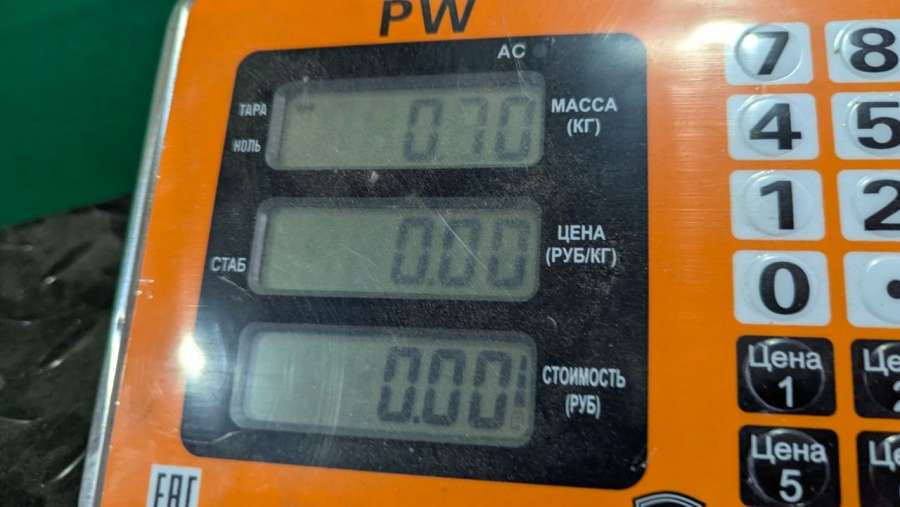 PW
AC
ТАРА
НОЛЬ
0.70
МАССА
(КГ)
СТАБ
0.00
ЦЕНА
(РУБ/КГ)
0.00
СТОИМОСТЬ
(РУБ)
7 8
4 5
1 2
0 .
Цена
1
Цена
5
EAC